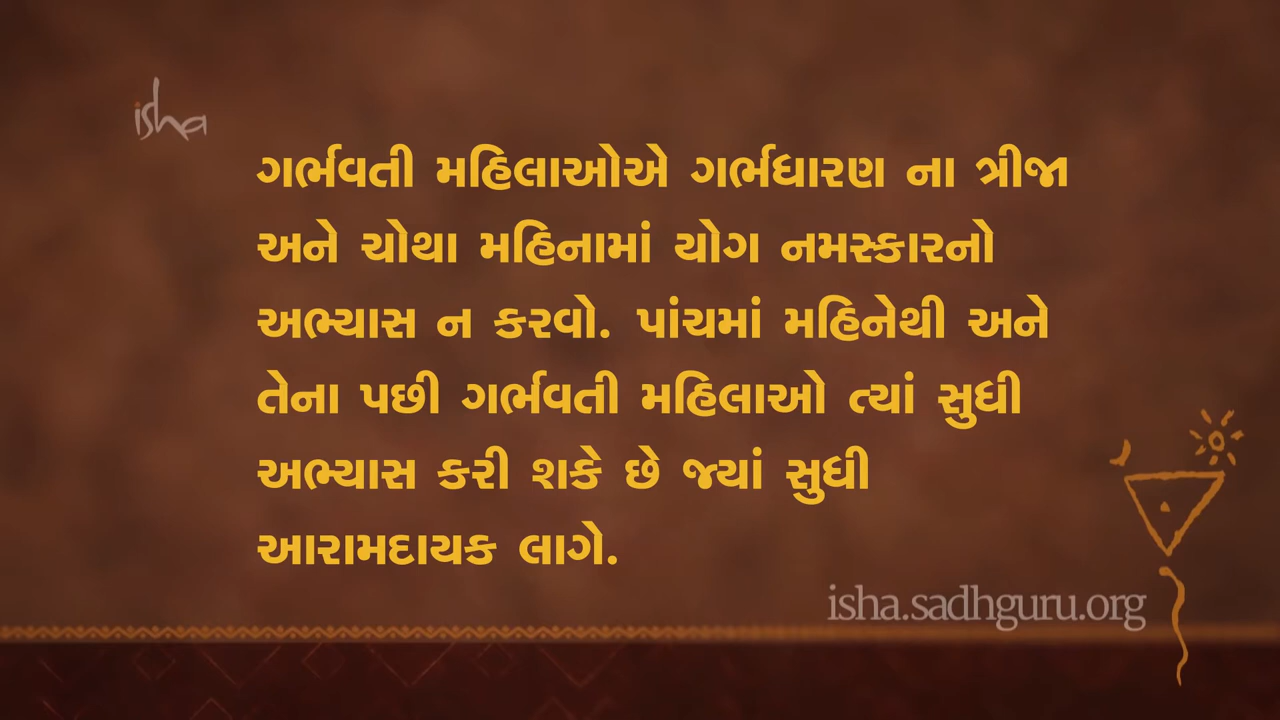 isha
ગર્ભવતી મહિલાઓએ ગર્ભધારણ ના ત્રીજા
અને ચોથા મહિનામાં યોગ નમસ્કારનો
અભ્યાસ ન કરવો. પાંચમાં મહિનેથી અને
તેના પછી ગર્ભવતી મહિલાઓ ત્યાં સુધી
અભ્યાસ કરી શકે છે જ્યાં સુધી
આરામદાયક લાગે.
isha.sadhguru.org